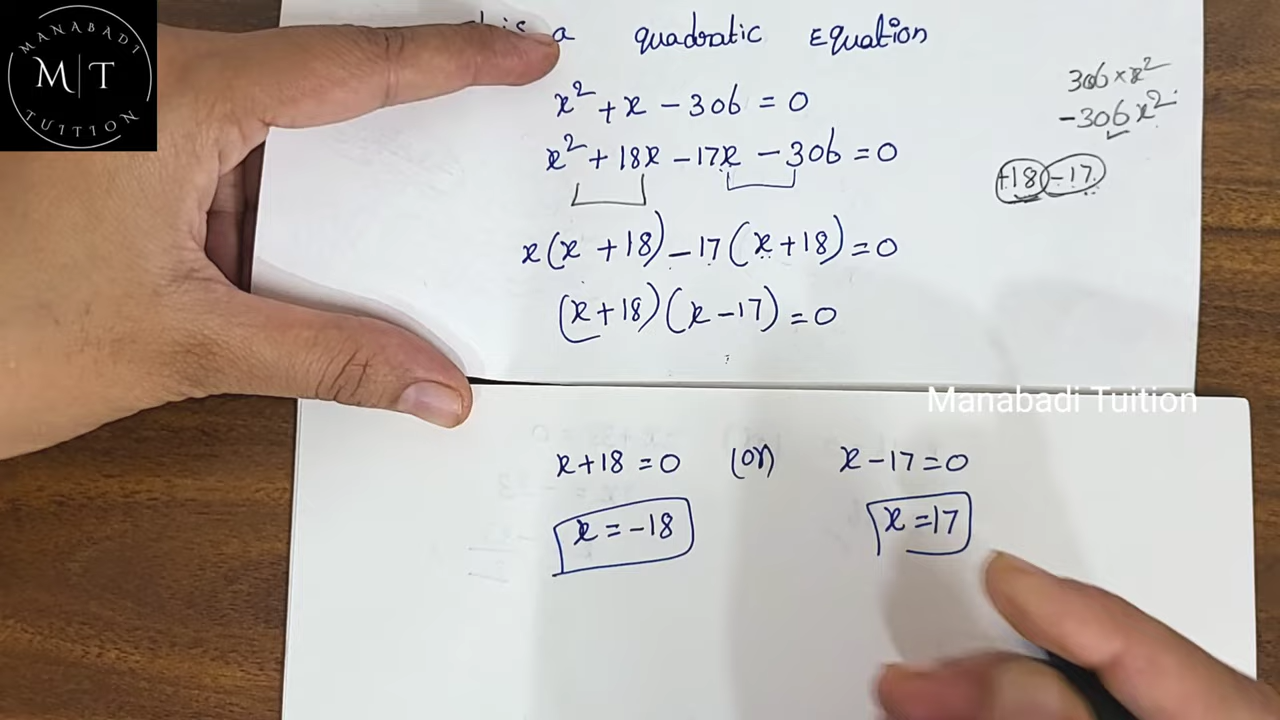 MANABADI
M|T
TUITION
is a quadratic Equation
x² + x - 306 = 0
x² + 18x - 17x - 306 = 0
x(x + 18) - 17(x + 18) = 0
(x + 18)(x - 17) = 0
306 × x²
-306x²
+18 -17
Manabadi Tuition
x + 18 = 0 (or) x - 17 = 0
x = -18 x = 17